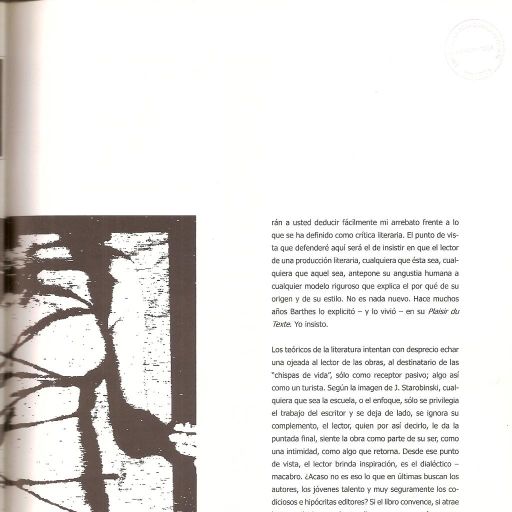 rán a usted deducir fácilmente mi arrebato frente a lo
que se ha definido como crítica literaria. El punto de vis-
ta que defenderé aquí será el de insistir en que el lector
de una producción literaria, cualquiera que ésta sea, cual-
quiera que aquel sea, antepone su angustia humana a
cualquier modelo riguroso que explica el por qué de su
origen y de su estilo. No es nada nuevo. Hace muchos
años Barthes lo explicitó – y lo vivió – en su Plaisir du
Texte. Yo insisto.
Los teóricos de la literatura intentan con desprecio echar
una ojeada al lector de las obras, al destinatario de las
“chispas de vida”, sólo como receptor pasivo; algo así
como un turista. Según la imagen de J. Starobinski, cual-
quiera que sea la escuela, o el enfoque, sólo se privilegia
el trabajo del escritor y se deja de lado, se ignora su
complemento, el lector, quien por así decirlo, le da la
puntada final, siente la obra como parte de su ser, como
una intimidad, como algo que retorna. Desde ese punto
de vista, el lector brinda inspiración, es el dialéctico –
macabro. ¿Acaso no es eso lo que en últimas buscan los
autores, los jóvenes talento y muy seguramente los co-
diciosos e hipócritas editores? Si el libro convence, si atrae